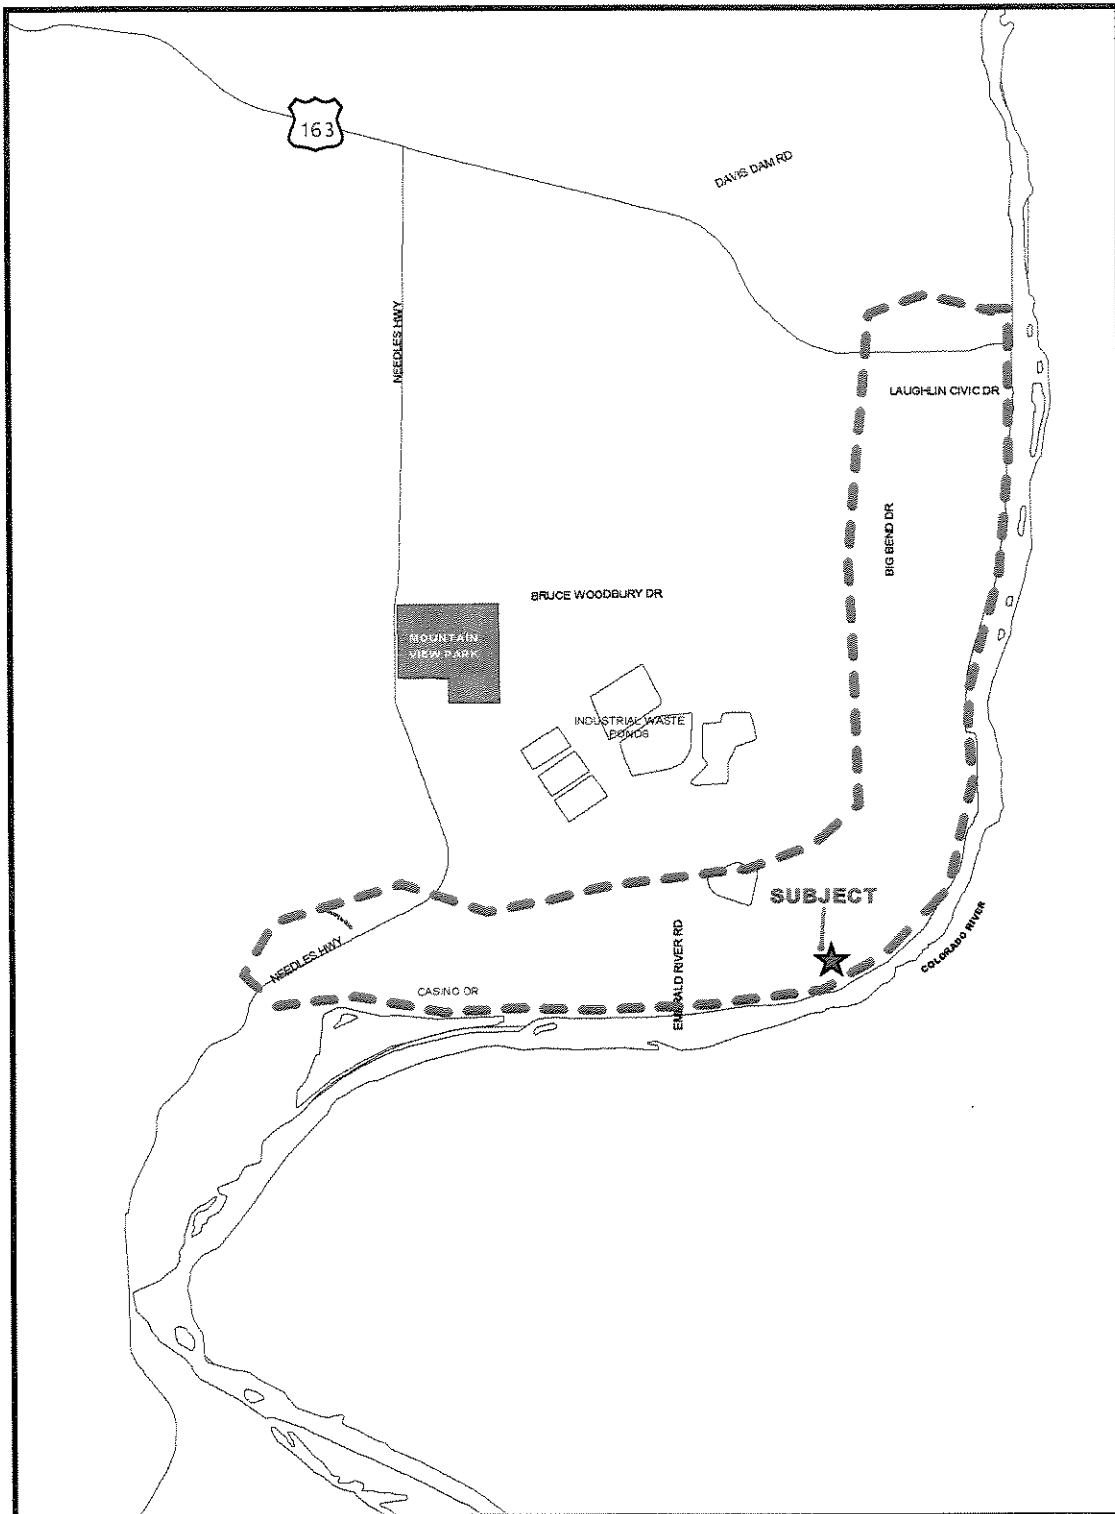 163
DAVIS DAM RD
NEEDLES HWY
LAUGHLIN CIVIC DR
BIG BEND DR
BRUCE WOODBURY DR
MOUNTAIN
VIEW PARK
INDUSTRIAL WASTE
PONDS
SUBJECT
EMERALD RIVER RD
COLORADO RIVER
NEEDLES HWY
CASINO DR